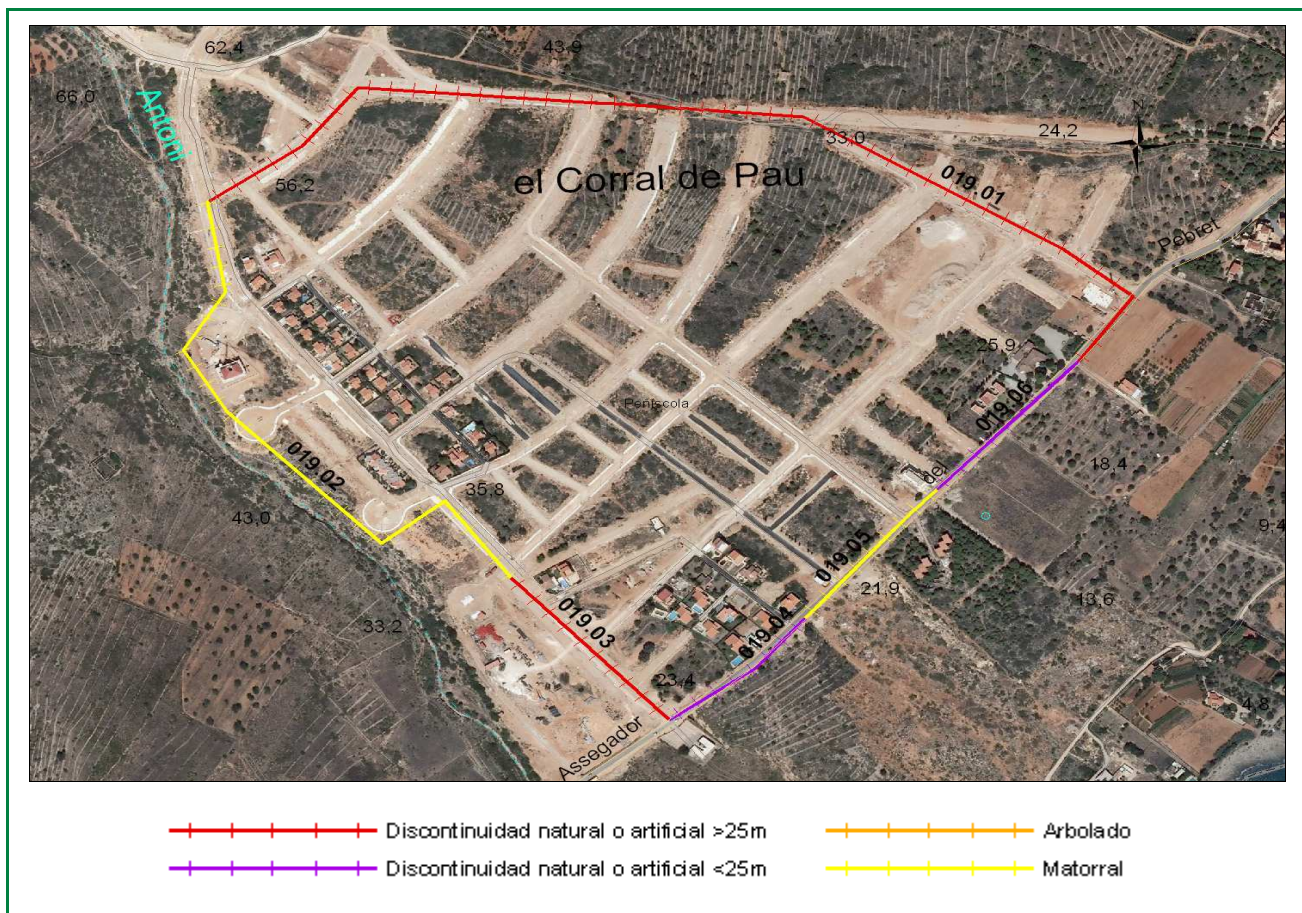 62,4
43,9
66,0
Antoni
N
24,2
33,0
56,2
el Corral de Pau
019.01
Pebret
25,9
Peñíscola
019.06
18,4
019.02
35,8
del
43,0
9,4
019.05
21,9
13,6
33,2
019.03
019.04
23,4
4,8
Assegador
Discontinuidad natural o artificial >25m
Arbolado
Discontinuidad natural o artificial <25m
Matorral